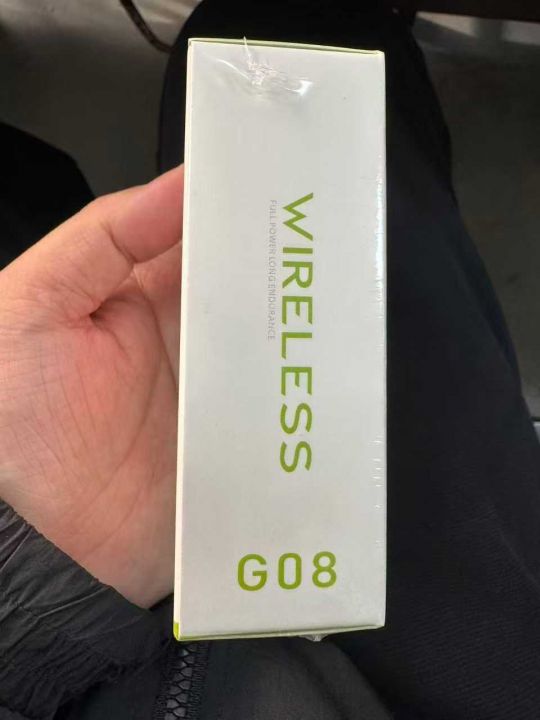 WIRELESS
FULL POWER LONG ENDURANCE
G08